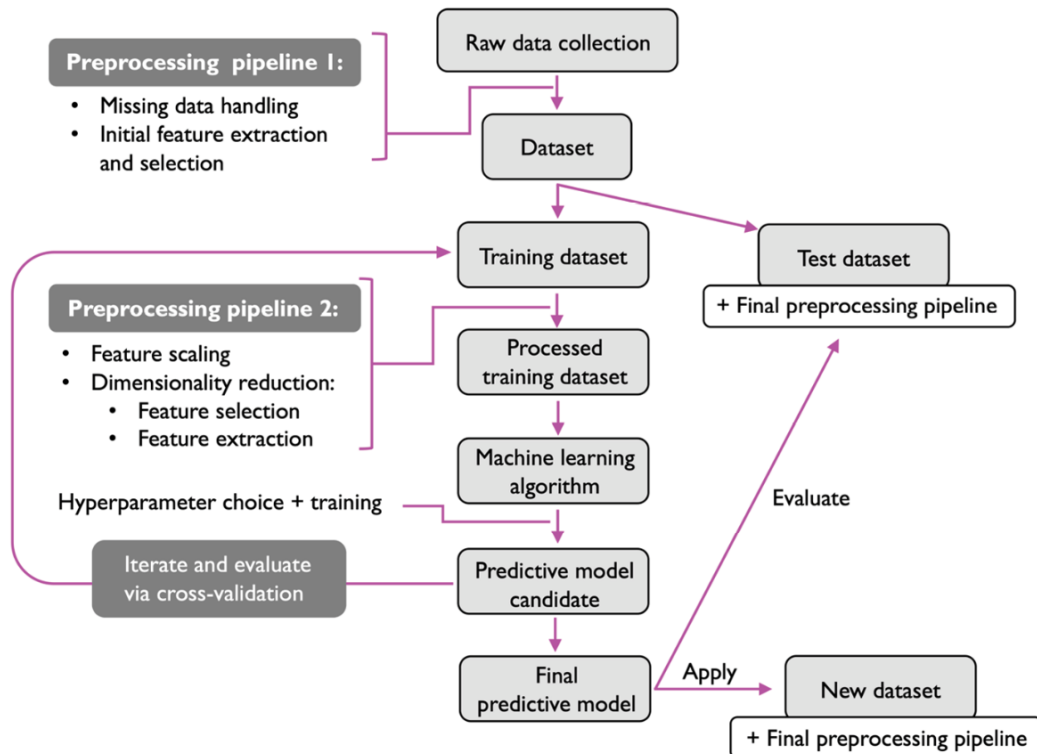 Raw data collection
Preprocessing pipeline 1:
• Missing data handling
• Initial feature extraction
and selection
Dataset
Training dataset
Test dataset
+ Final preprocessing pipeline
Preprocessing pipeline 2:
• Feature scaling
• Dimensionality reduction:
• Feature selection
• Feature extraction
Processed
training dataset
Machine learning
algorithm
Evaluate
Hyperparameter choice + training
Iterate and evaluate
via cross-validation
Predictive model
candidate
Final
predictive model
Apply
New dataset
+ Final preprocessing pipeline